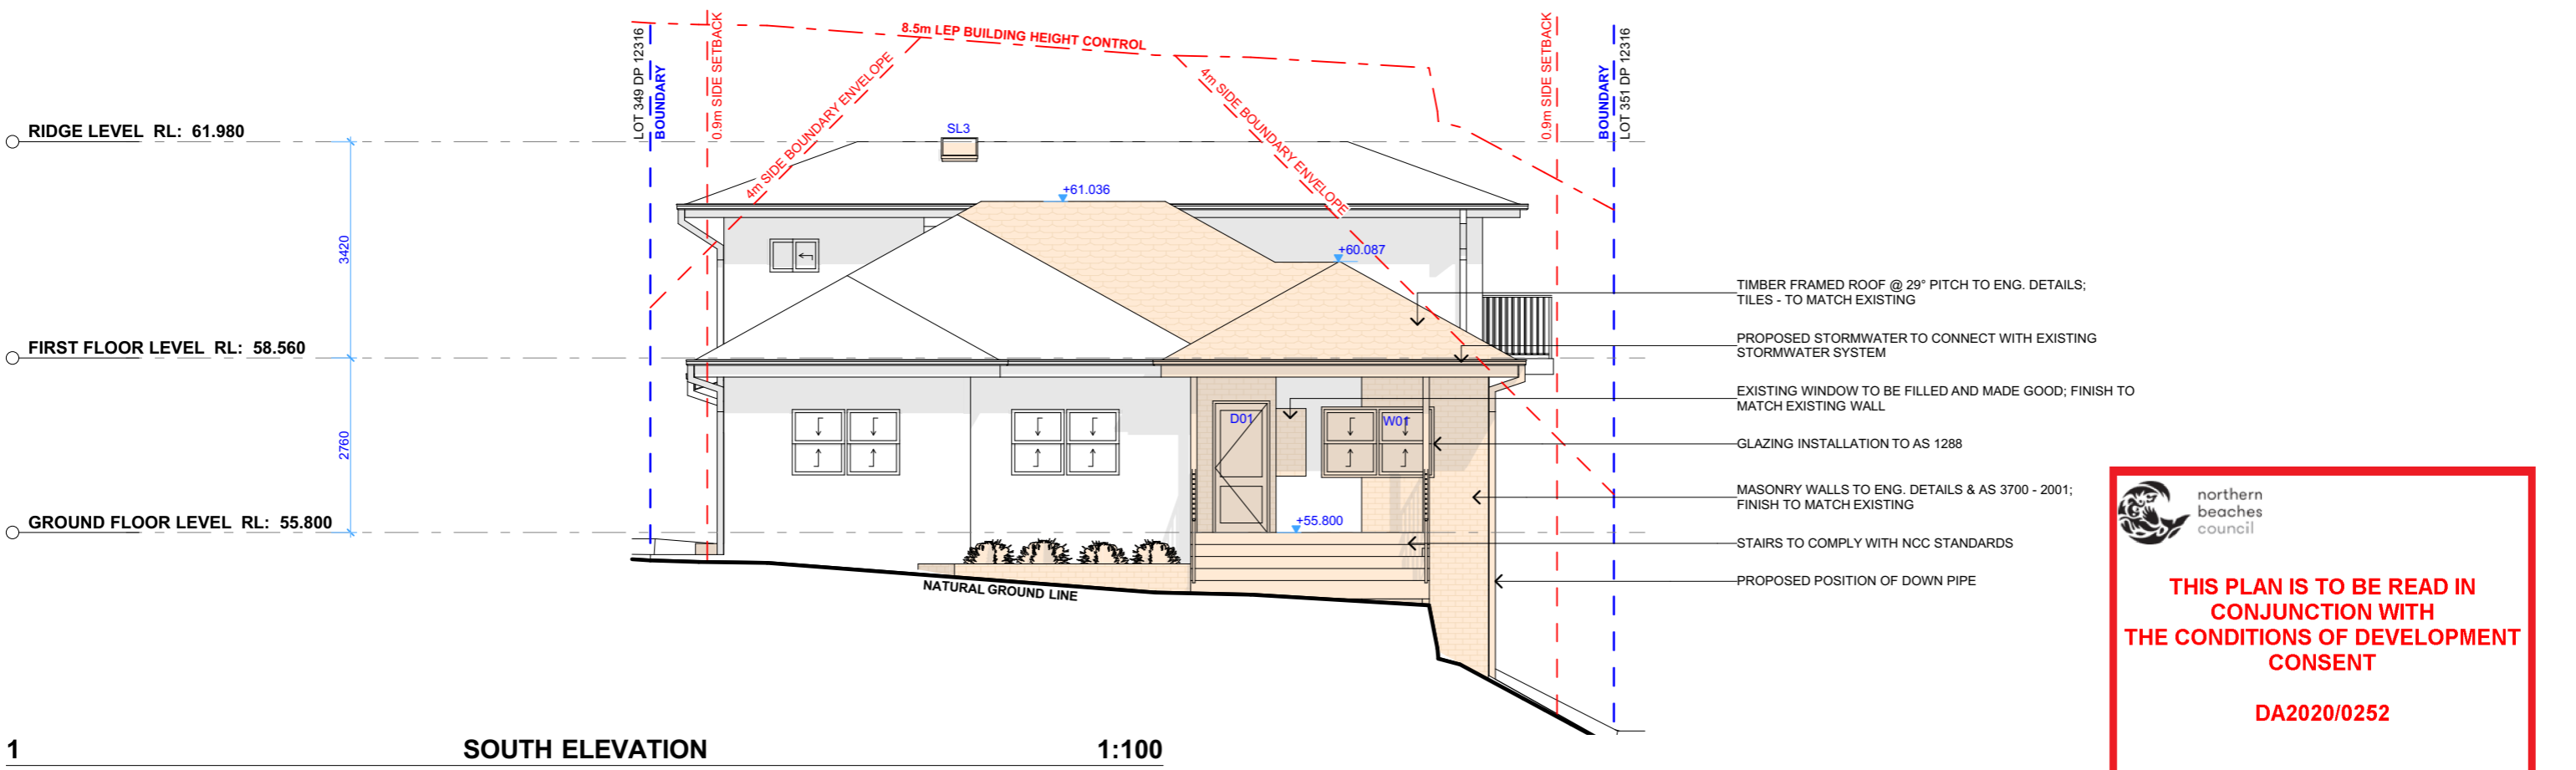 8.5m LEP BUILDING HEIGHT CONTROL
LOT 349 DP 12316
BOUNDARY
0.9m SIDE SETBACK
4m SIDE BOUNDARY ENVELOPE
4m SIDE BOUNDARY ENVELOPE
0.9m SIDE SETBACK
BOUNDARY
LOT 351 DP 12316
RIDGE LEVEL RL: 61.980
SL3
+61.036
3420
+60.087
TIMBER FRAMED ROOF @ 29° PITCH TO ENG. DETAILS;
TILES - TO MATCH EXISTING
FIRST FLOOR LEVEL RL: 58.560
PROPOSED STORMWATER TO CONNECT WITH EXISTING
STORMWATER SYSTEM
EXISTING WINDOW TO BE FILLED AND MADE GOOD; FINISH TO
MATCH EXISTING WALL
D01
W01
2760
GLAZING INSTALLATION TO AS 1288
MASONRY WALLS TO ENG. DETAILS & AS 3700 - 2001;
FINISH TO MATCH EXISTING
GROUND FLOOR LEVEL RL: 55.800
+55.800
STAIRS TO COMPLY WITH NCC STANDARDS
PROPOSED POSITION OF DOWN PIPE
NATURAL GROUND LINE
northern
beaches
council
THIS PLAN IS TO BE READ IN
CONJUNCTION WITH
THE CONDITIONS OF DEVELOPMENT
CONSENT
DA2020/0252
1 SOUTH ELEVATION 1:100